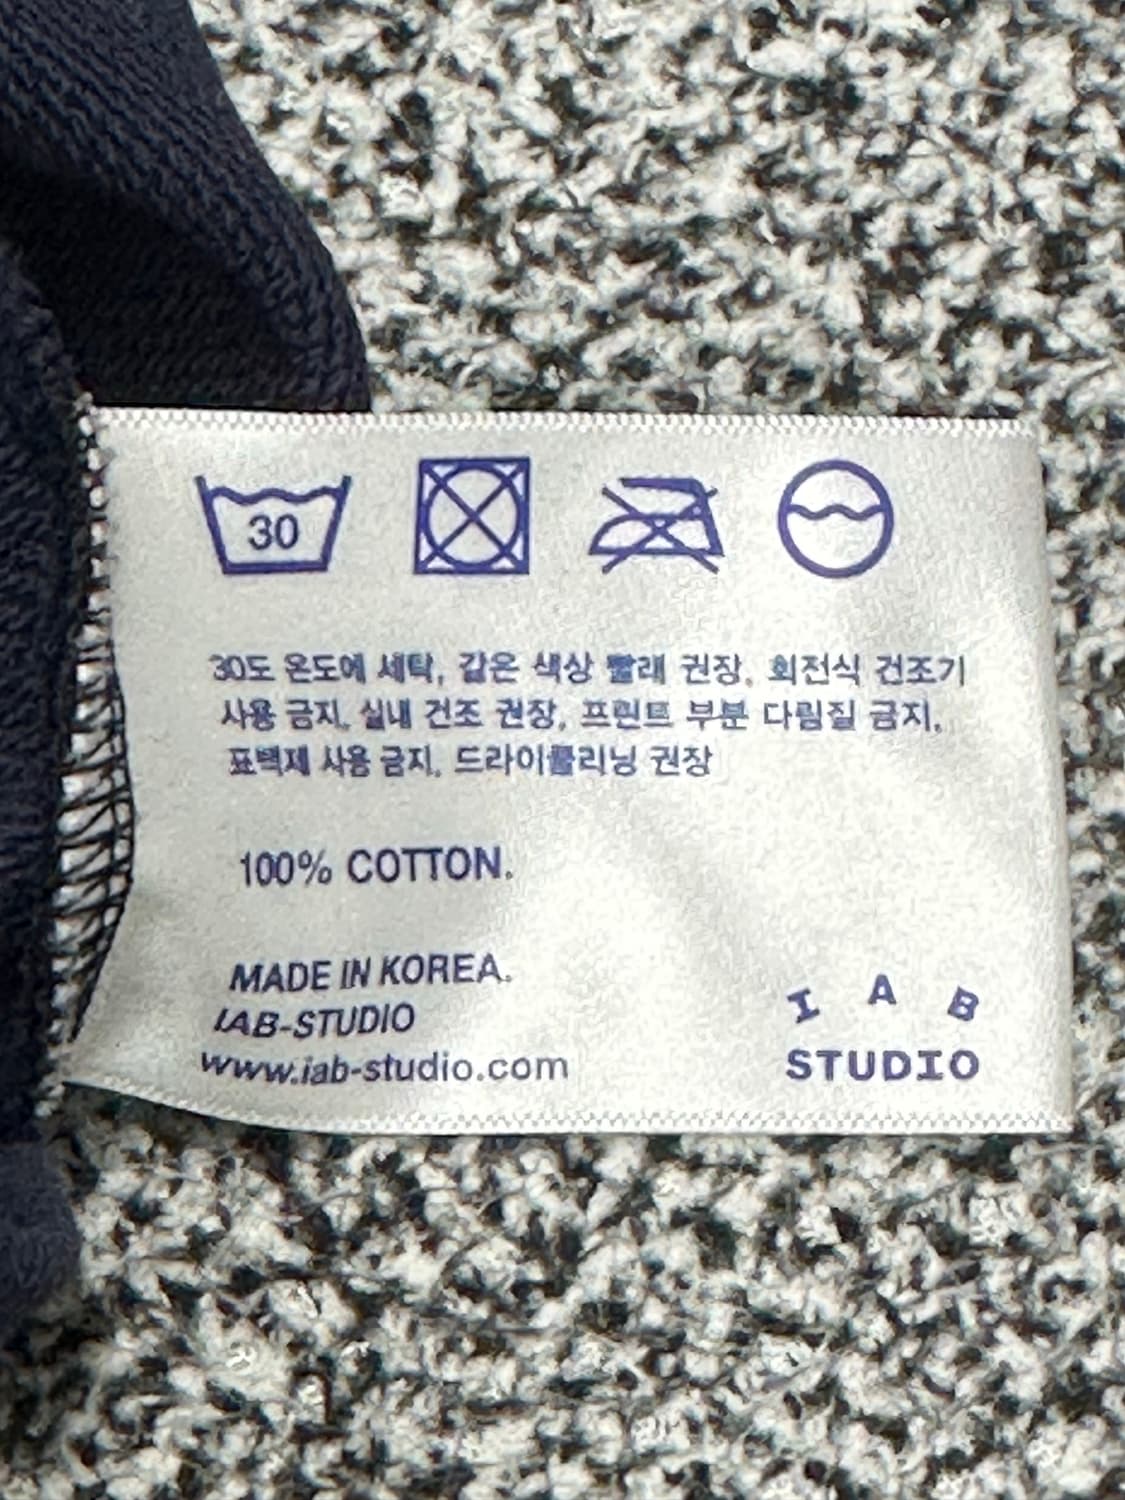 30
30도 온도에 세탁, 같은 색상 빨래 권장, 회전식 건조기
사용 금지, 실내 건조 권장, 프린트 부분 다림질 금지,
표백제 사용 금지, 드라이클리닝 권장
100% COTTON.
MADE IN KOREA.
IAB-STUDIO
www.iab-studio.com
I A B
STUDIO